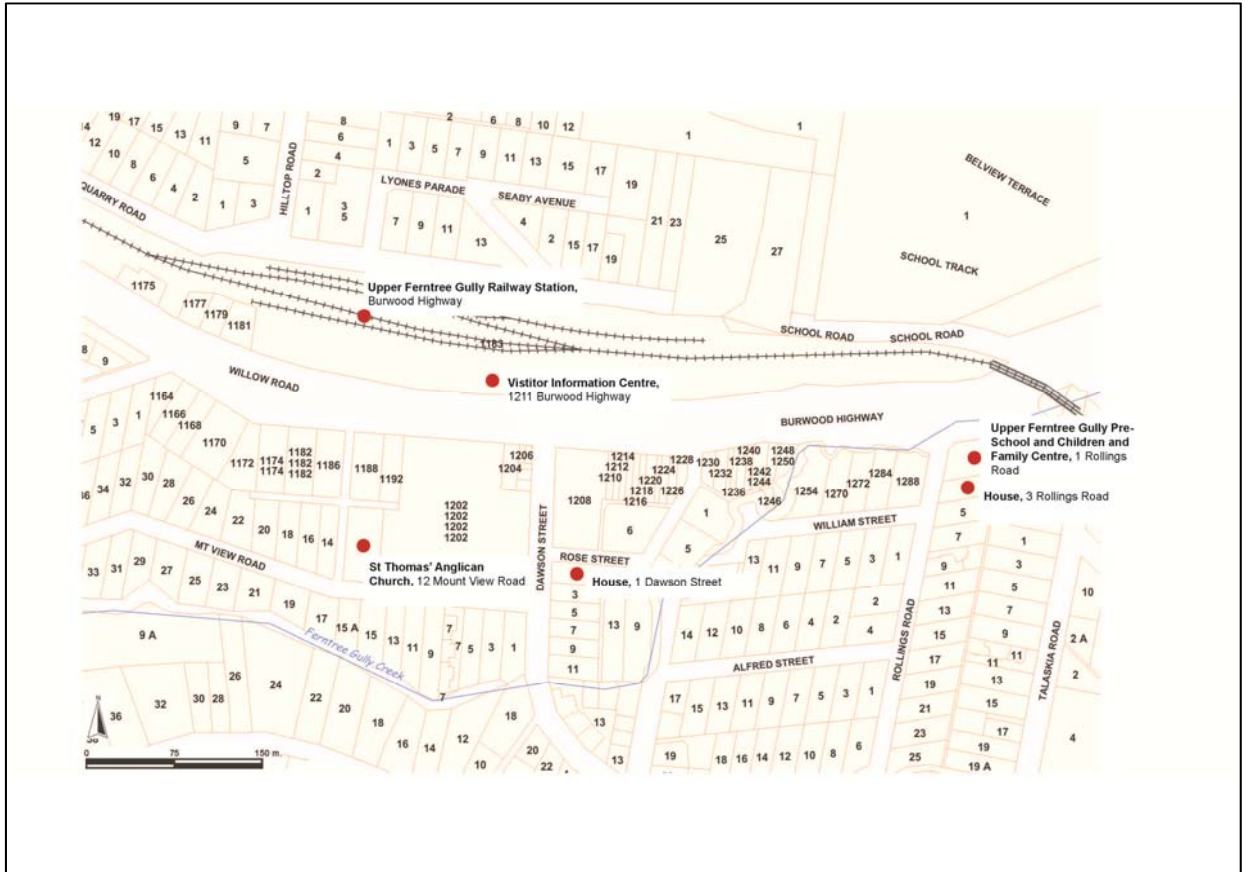 19 17 15 13 11 9 7 8 2 6 8 10 12 1 1
14 12 10 8 6 4 2 1 3 5 6 4 2 1 3 5 7 9 11 13 15 17 19
BELVIEW TERRACE
1
QUARRY ROAD
HILLTOP ROAD
LYONES PARADE
SEABY AVENUE
1 3 5 7 9 11 13 4 2 15 17 19 21 23 25 27
SCHOOL TRACK
1175
1177
1179
1181
Upper Ferntree Gully Railway Station,
Burwood Highway
1183
SCHOOL ROAD SCHOOL ROAD
8 9
WILLOW ROAD
Vistitor Information Centre,
1211 Burwood Highway
BURWOOD HIGHWAY
Upper Ferntree Gully Pre-
School and Children and
Family Centre, 1 Rollings
Road
House, 3 Rollings Road
5 3 1 1164
1166
1168
1170
1172 1174 1182
1174 1182
1182
1186 1188 1192
1206
1204
1202
1202
1202
1202
1208
1214
1212
1210
1224
1220
1218
1216
1226
1228
1230
1232
1240
1238
1236
1242
1244
1246
1248
1250
1254 1270 1272 1284 1288
34 32 30 28 26 24 22 20 18 16 14
MT VIEW ROAD
St Thomas' Anglican
Church, 12 Mount View Road
DAWSON STREET
6 1 5
ROSE STREET
House, 1 Dawson Street
WILLIAM STREET
13 11 9 7 5 3 1
5
7
9
11
13
15
17
19
21
23
25
1
3
5
7
9
11 11
13
15
17
19
19 A
10
2 A
2
4
33 31 29 27 25 23 21 19 17 15 A 15 13 11 9 7 7 5 3 1
7
3
5
7
9
11
13 9
14 12 10 8 6 4 2 2 4
ROLLINGS ROAD
TALASKIA ROAD
9 A
Ferntree Gully Creek
ALFRED STREET
17 15 13 11 9 7 5 3 1
36 32 30 28 26 24 22 20 18 16 14 12 10 18 20 22 4 13 13
19 18 16 14 12 10 8 6
N
0 75 150 m.